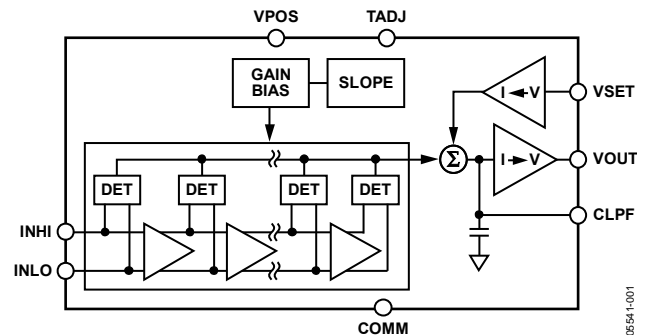 VPOS TADJ
GAIN BIAS SLOPE
I V VSET
Σ I V VOUT
DET DET DET DET
CLPF
INHI
INLO
COMM
05541-001